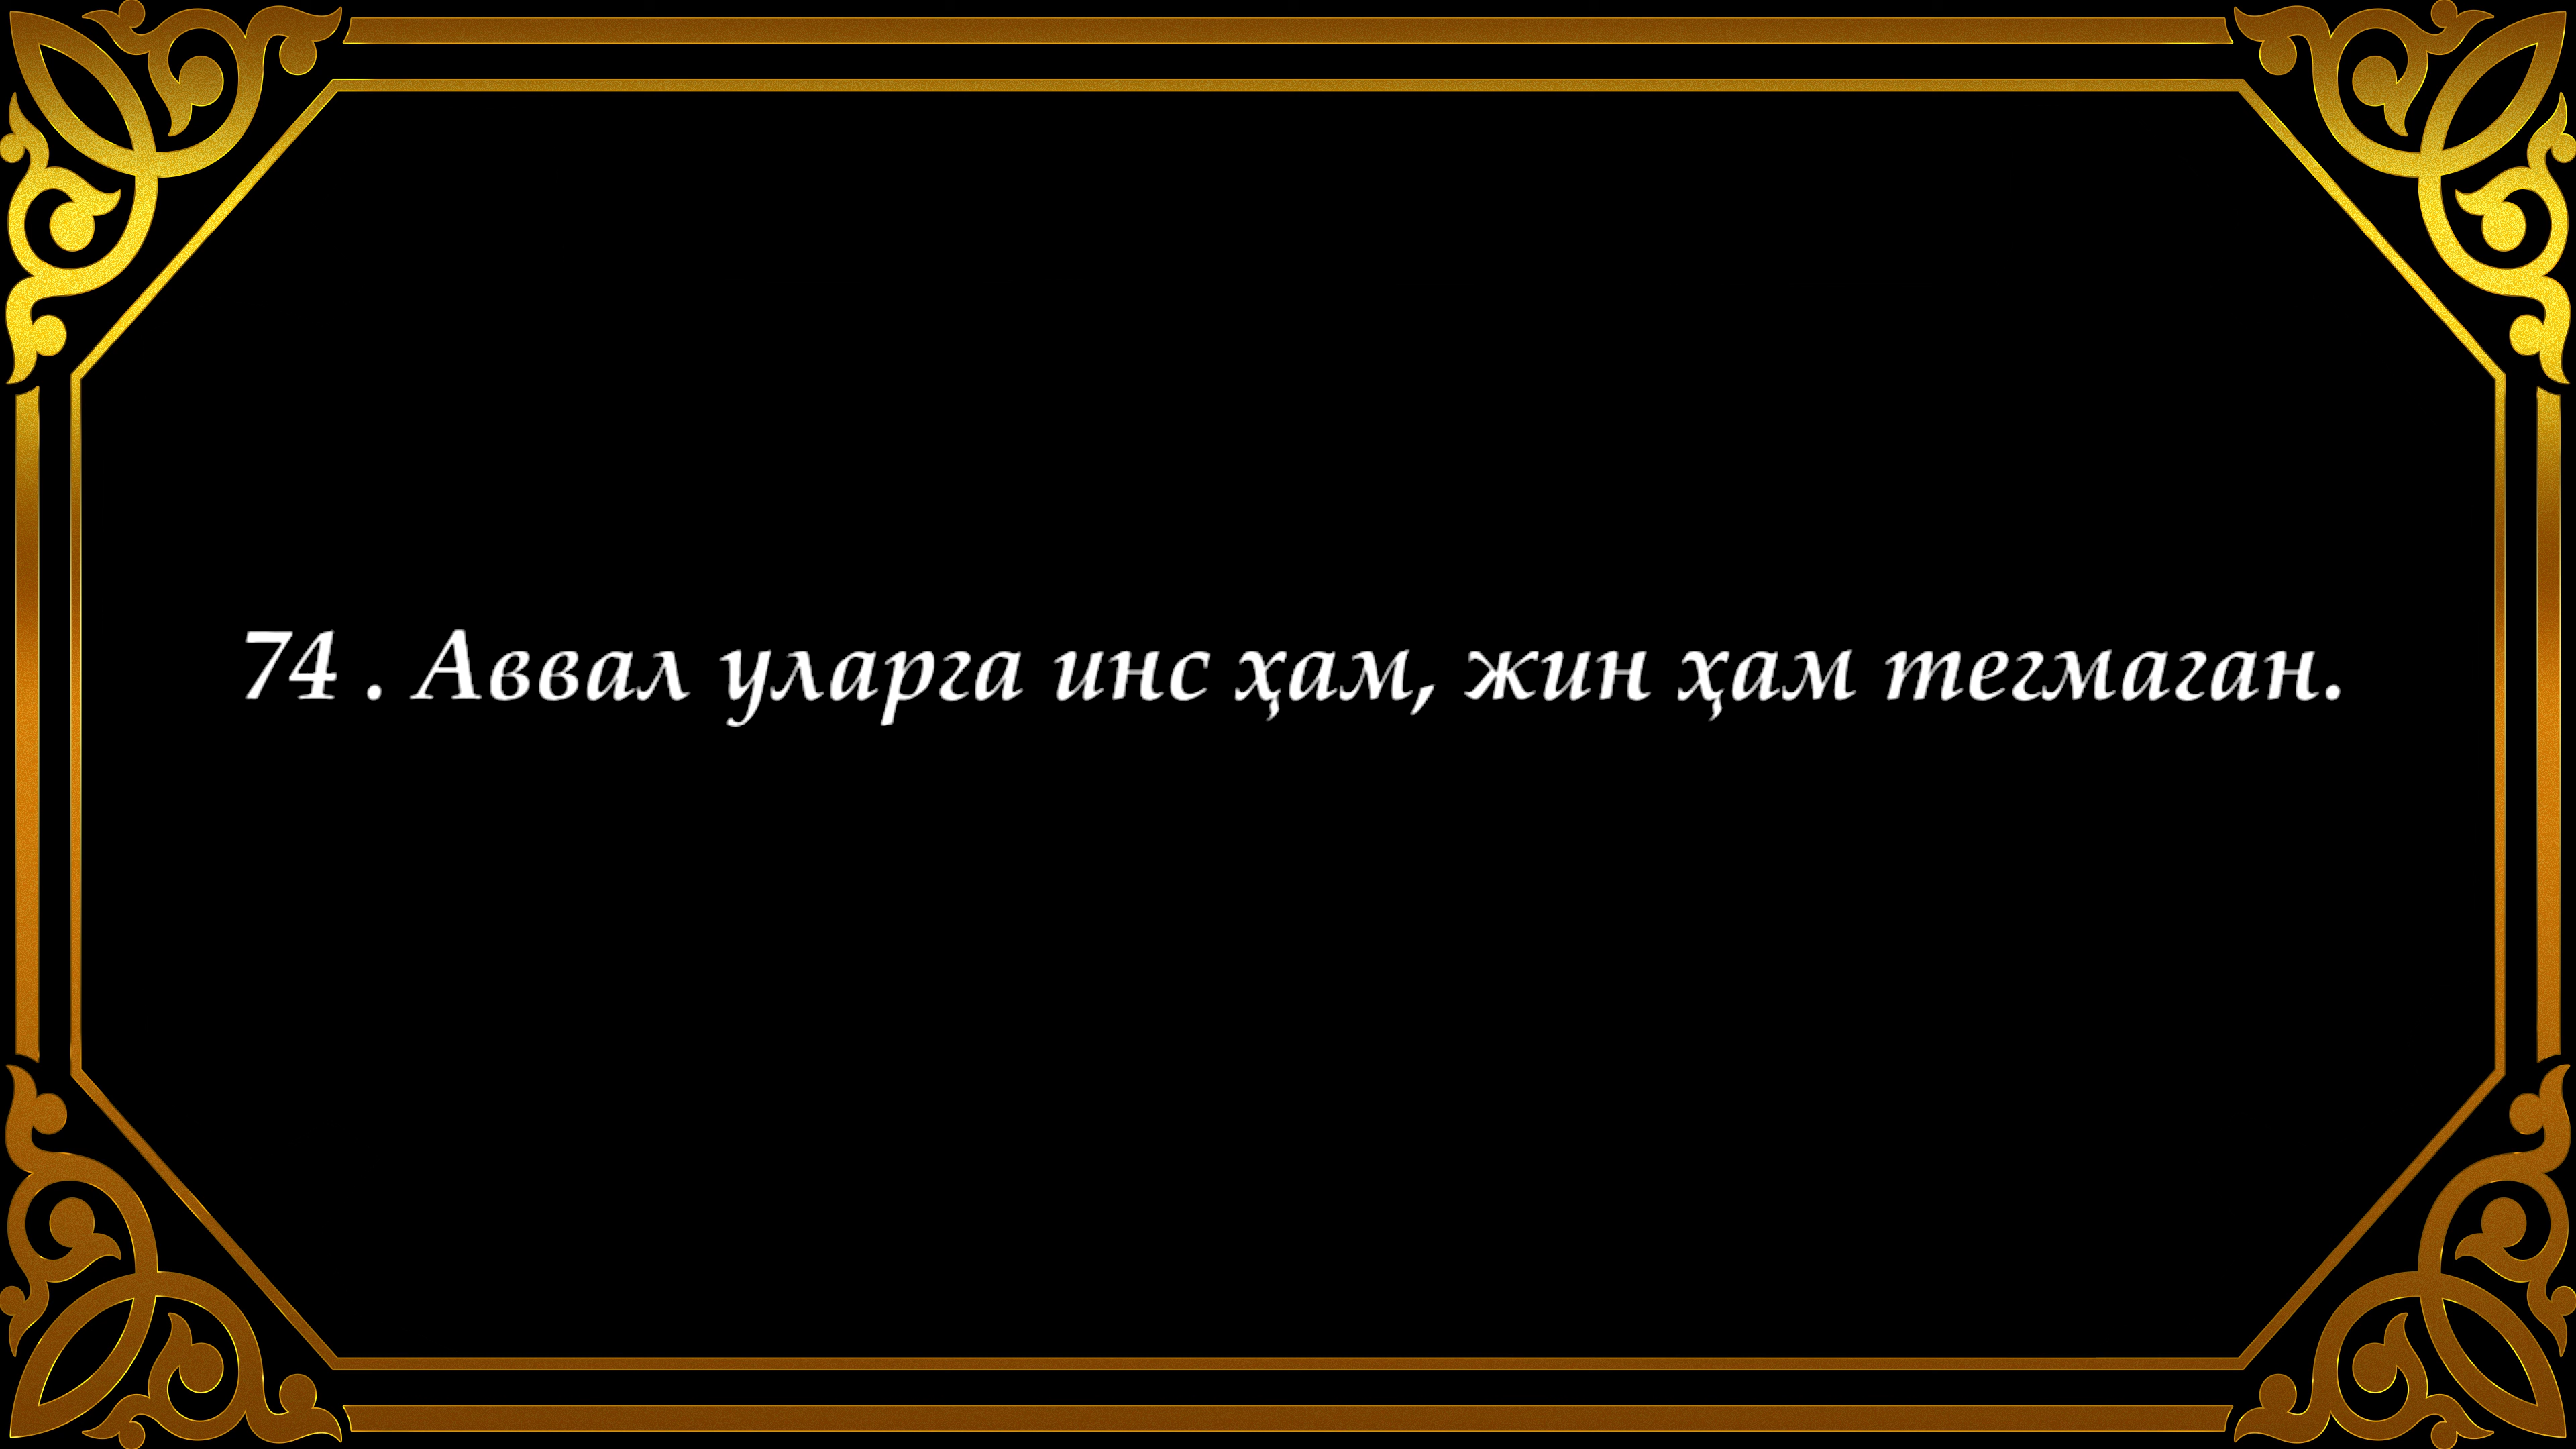 74 . Аввал уларга инс ҳам, жин ҳам тегмаган.